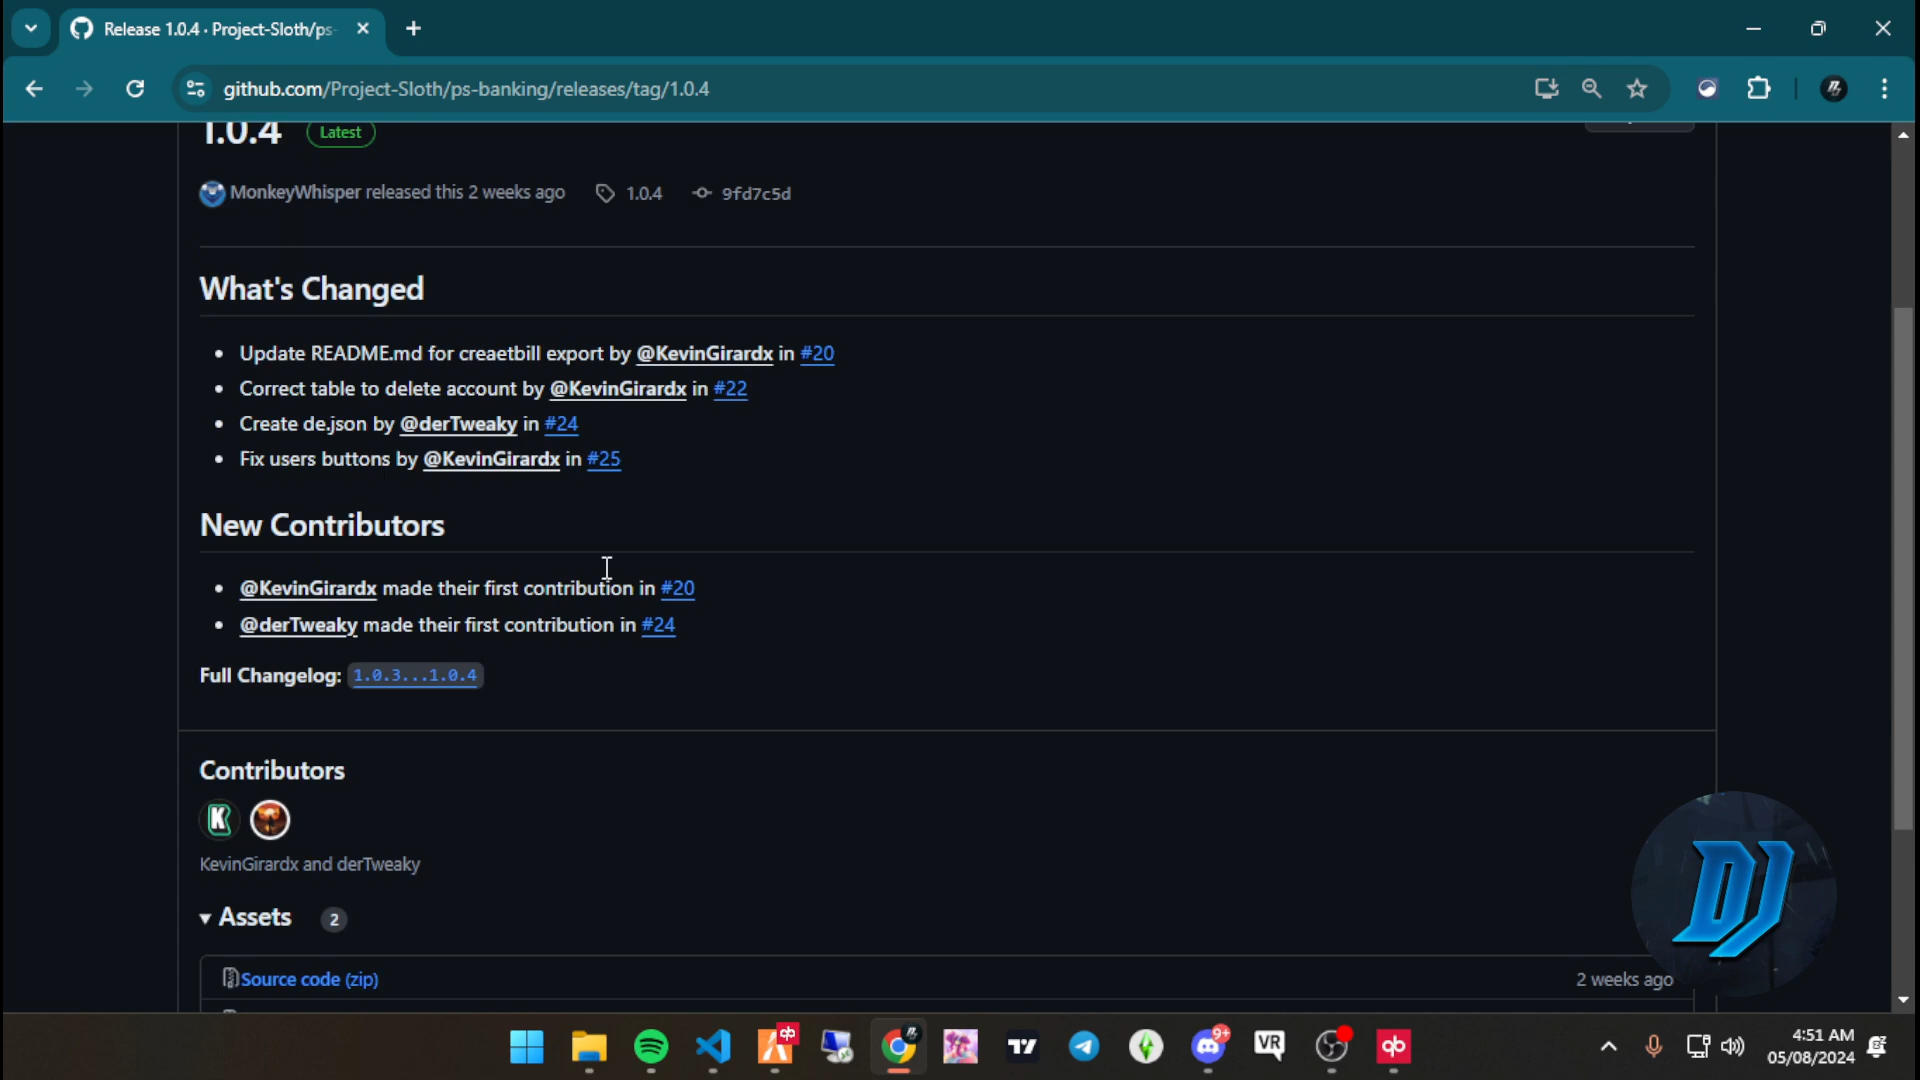 Release 1.0.4 · Project-Sloth/ps-
github.com/Project-Sloth/ps-banking/releases/tag/1.0.4
1.0.4 Latest
MonkeyWhisper released this 2 weeks ago 1.0.4 9fd7c5d
What's Changed
• Update README.md for creaetbill export by @KevinGirardx in #20
• Correct table to delete account by @KevinGirardx in #22
• Create de.json by @derTweaky in #24
• Fix users buttons by @KevinGirardx in #25
New Contributors
• @KevinGirardx made their first contribution in #20
• @derTweaky made their first contribution in #24
Full Changelog: 1.0.3...1.0.4
Contributors
K
KevinGirardx and derTweaky
DJ
Assets 2
Source code (zip) 2 weeks ago
qb
9+
VR
qb
4:51 AM
05/08/2024